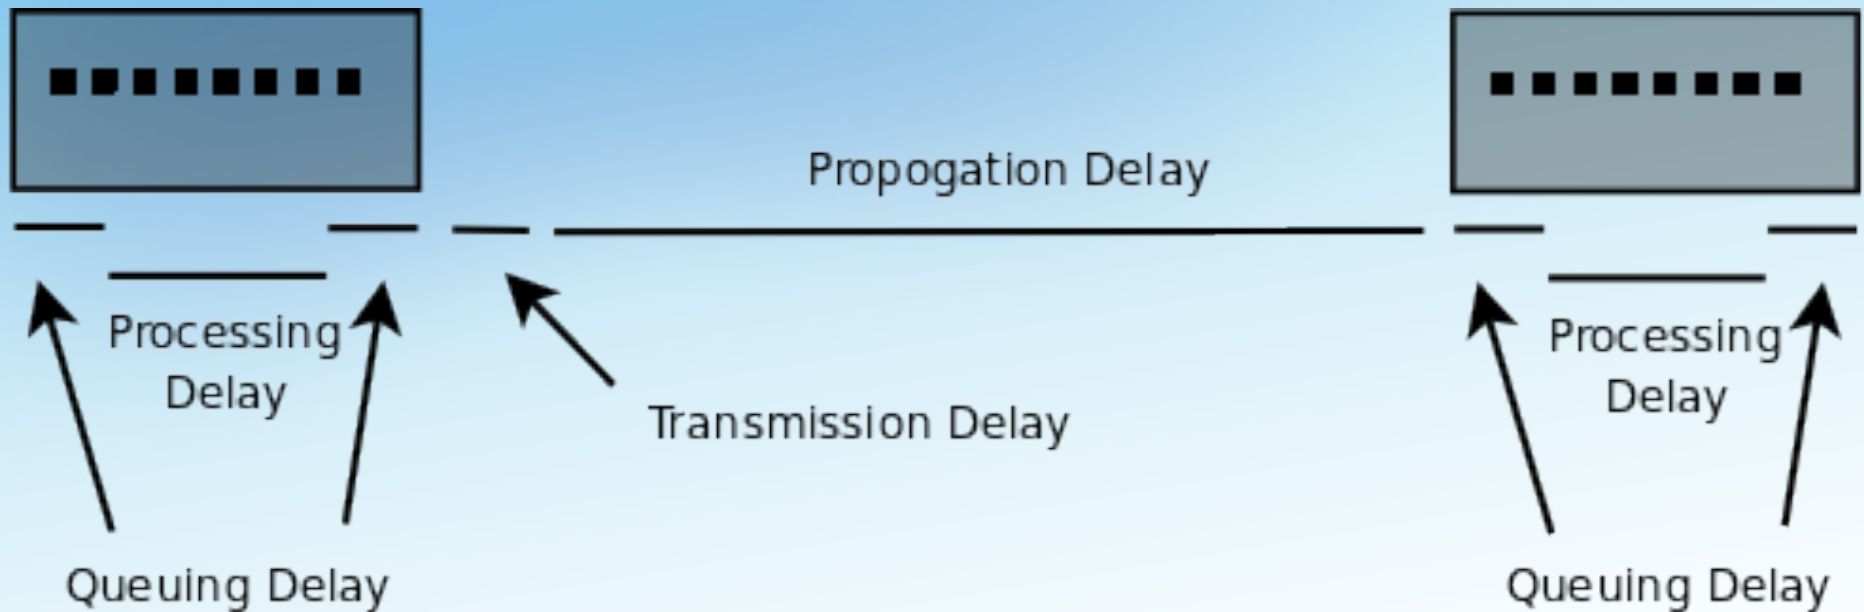 Propogation Delay
Processing
Delay
Transmission Delay
Queuing Delay
Processing
Delay
Queuing Delay